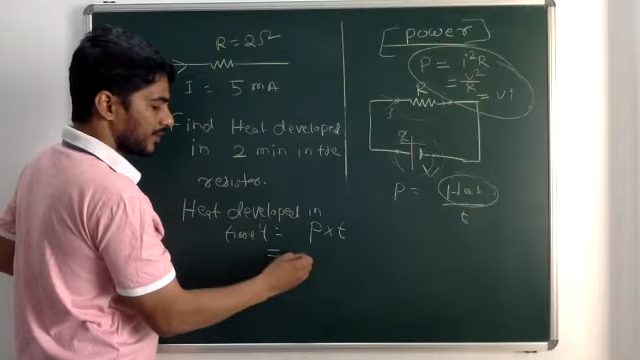 R = 2Ω
I = 5 mA
Find Heat developed
in 2 min in the
resistor.
Heat developed in
time t = P x t
=
[power]
P = i²R
= V²/R
= Vi
R
V
P = Heat / t